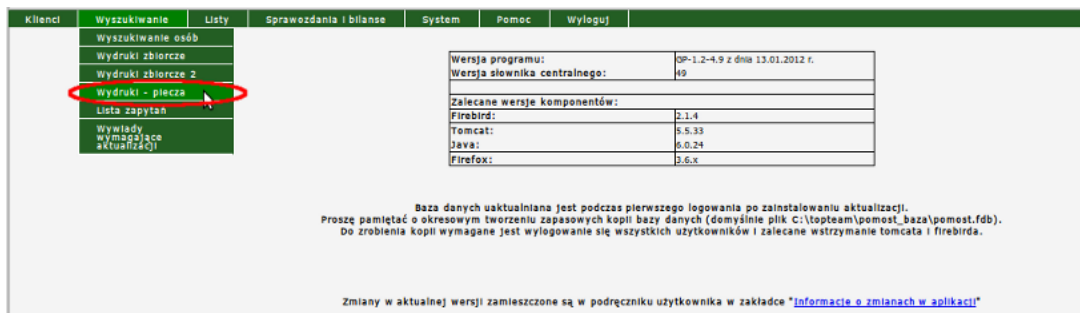 Klienci Wyszukiwanie Listy Sprawozdania i bilanse System Pomoc Wyloguj
Wyszukiwanie osób
Wydruki zbiorcze
Wydruki zbiorcze 2
Wydruki - piecza
Lista zapytań
Wywiady
wymagające
aktualizacji
Wersja programu: GP-1.2-4.9 z dnia 13.01.2012 r.
Wersja słownika centralnego: 49
Zalecane wersje komponentów:
Firebird: 2.1.4
Tomcat: 5.5.33
Java: 6.0.24
Firefox: 3.6.x
Baza danych uaktualniana jest podczas pierwszego logowania po zainstalowaniu aktualizacji.
Proszę pamiętać o okresowym tworzeniu zapasowych kopii bazy danych (domyślnie plik C:\topteam\pomost_baza\pomost.fdb).
Do zrobienia kopii wymagane jest wylogowanie się wszystkich użytkowników i zalecane wstrzymanie tomcata i firebirda.
Zmiany w aktualnej wersji zamieszczone są w podręczniku użytkownika w zakładce "Informacje o zmianach w aplikacji"